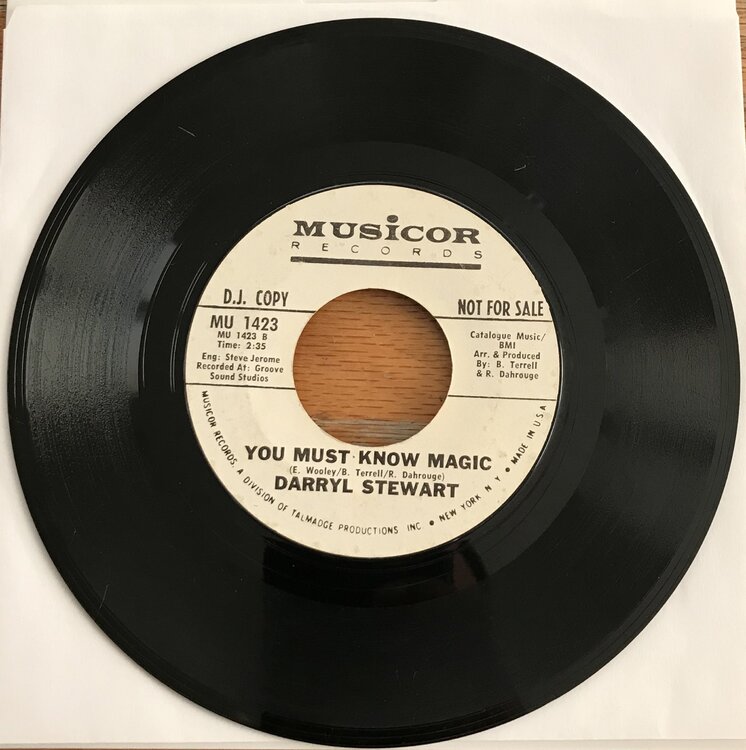 MUSiCOR
RECORDS
D.J. COPY
NOT FOR SALE
MU 1423
MU 1423 B
Time: 2:35
Eng: Steve Jerome
Recorded At: Groove
Sound Studios
Catalogue Music/
BMI
Arr. & Produced
By: B. Terrell
& R. Dahrouge
YOU MUST KNOW MAGIC
(E. Wooley/B. Terrell/R. Dahrouge)
DARRYL STEWART
MUSICOR RECORDS, A DIVISION OF TALMADGE PRODUCTIONS INC • NEW YORK N.Y. • MADE IN U.S.A.